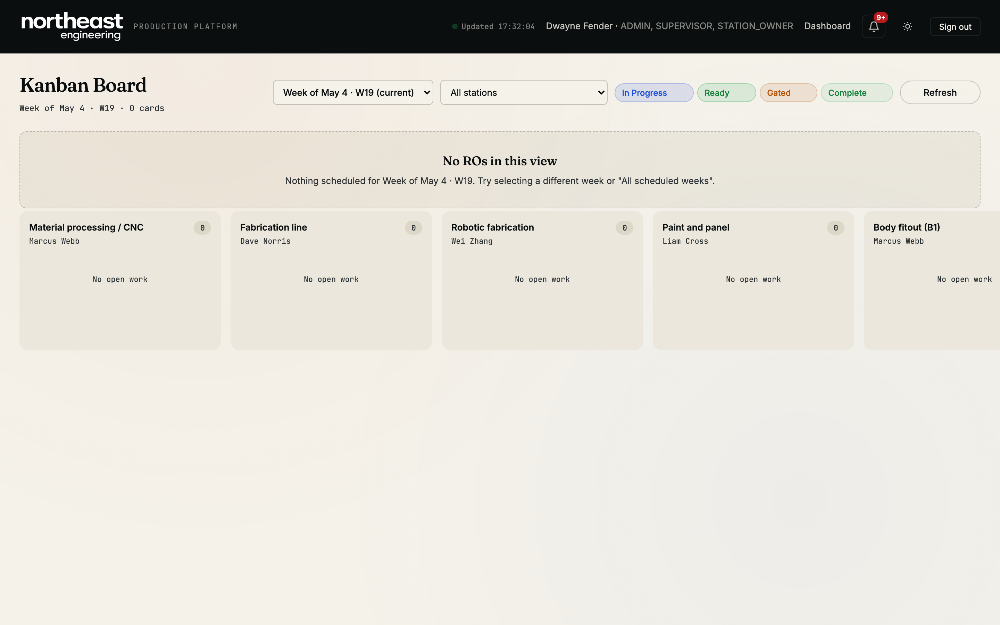 northeast
engineering
PRODUCTION PLATFORM
Updated 17:32:04
Dwayne Fender · ADMIN, SUPERVISOR, STATION_OWNER
Dashboard
9+
Sign out
Kanban Board
Week of May 4 · W19 · 0 cards
Week of May 4 · W19 (current)
All stations
In Progress
Ready
Gated
Complete
Refresh
No ROs in this view
Nothing scheduled for Week of May 4 · W19. Try selecting a different week or "All scheduled weeks".
Material processing / CNC
0
Marcus Webb
No open work
Fabrication line
0
Dave Norris
No open work
Robotic fabrication
0
Wei Zhang
No open work
Paint and panel
0
Liam Cross
No open work
Body fitout (B1)
Marcus Webb
No open work